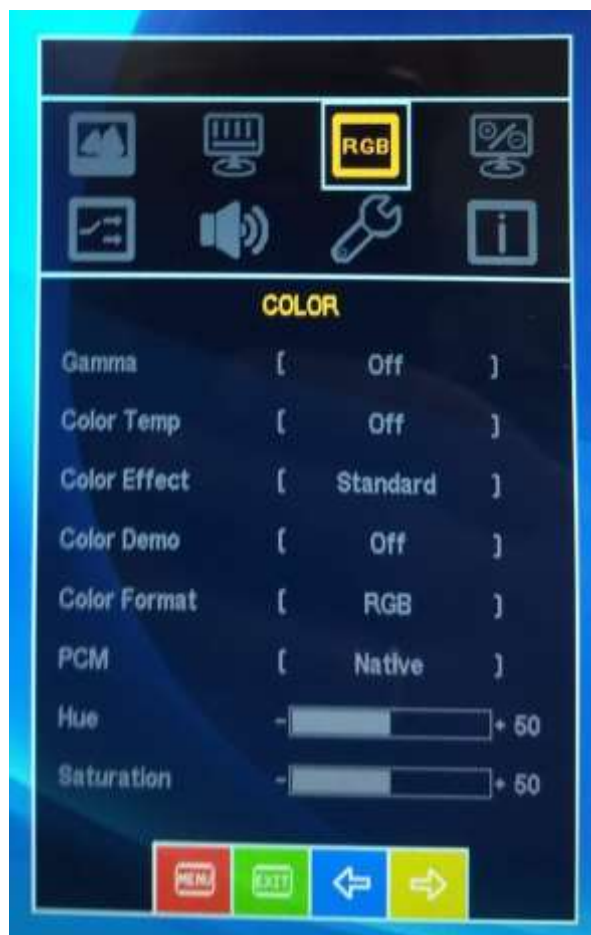 RGB
i
COLOR
Gamma [ Off ]
Color Temp [ Off ]
Color Effect [ Standard ]
Color Demo [ Off ]
Color Format [ RGB ]
PCM [ Native ]
Hue - + 50
Saturation - + 50
MENU EXIT